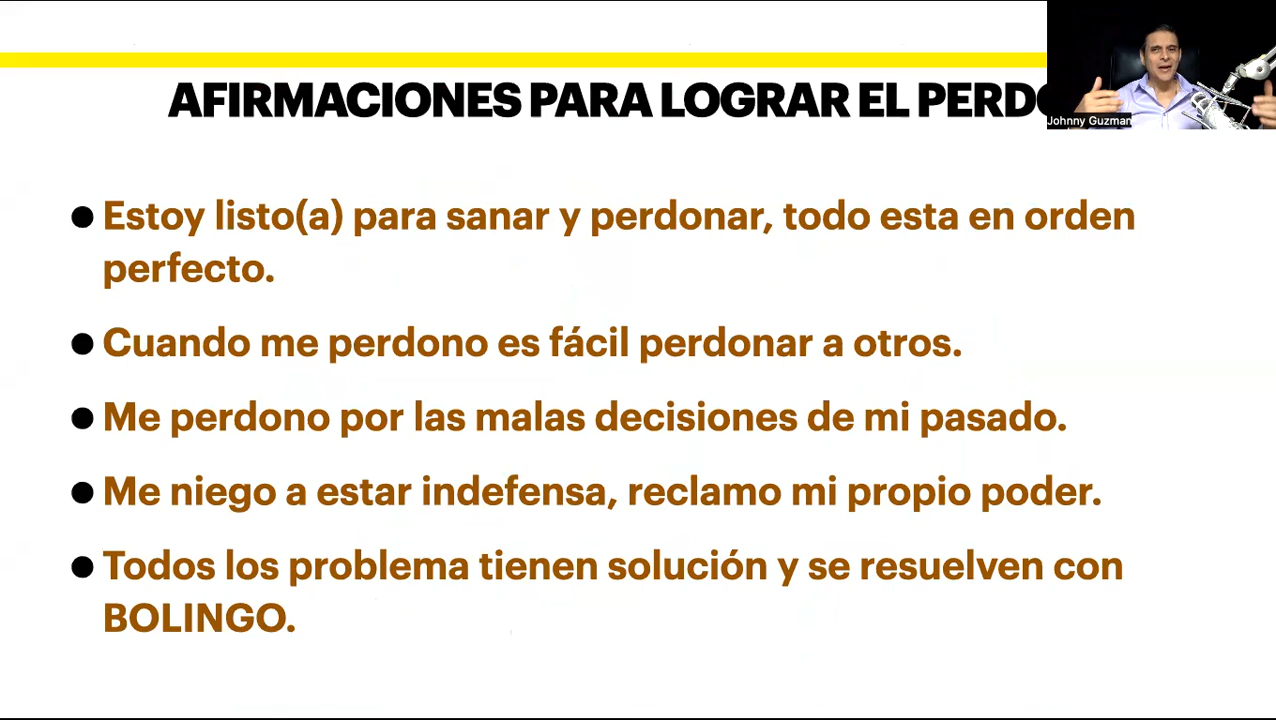 AFIRMACIONES PARA LOGRAR EL
Johnny Guzman
● Estoy listo(a) para sanar y perdonar, todo esta en orden
perfecto.
● Cuando me perdono es fácil perdonar a otros.
● Me perdono por las malas decisiones de mi pasado.
● Me niego a estar indefensa, reclamo mi propio poder.
● Todos los problema tienen solución y se resuelven con
BOLINGO.